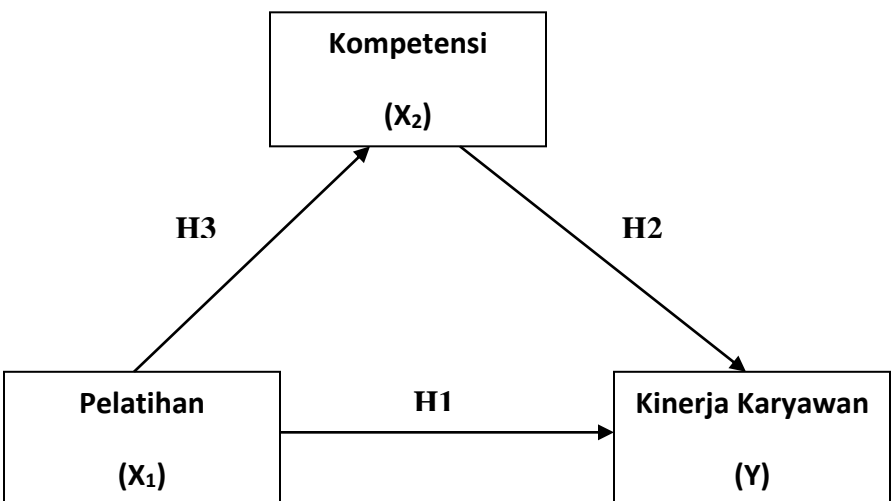 Kompetensi
(X₂)
H3
H2
Pelatihan
(X₁)
H1
Kinerja Karyawan
(Y)